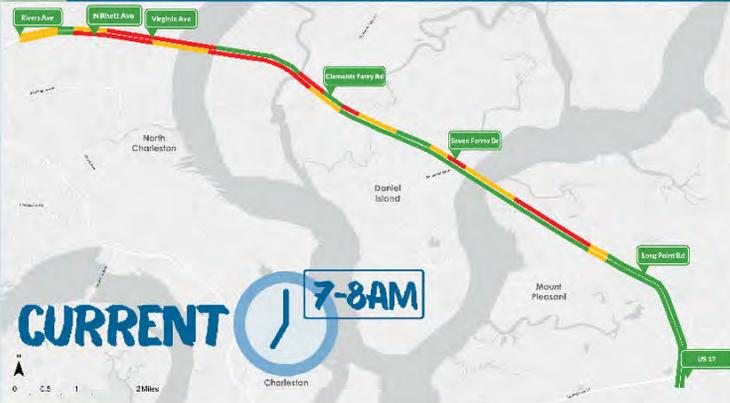 Rivers Ave
N Rhett Ave
Virginia Ave
Clements Ferry Rd
Seven Farms Dr
North
Charleston
Daniel
Island
Long Point Rd
Mount
Pleasant
7-8AM
CURRENT
US 17
N
0 0.5 1 2 Miles
Charleston